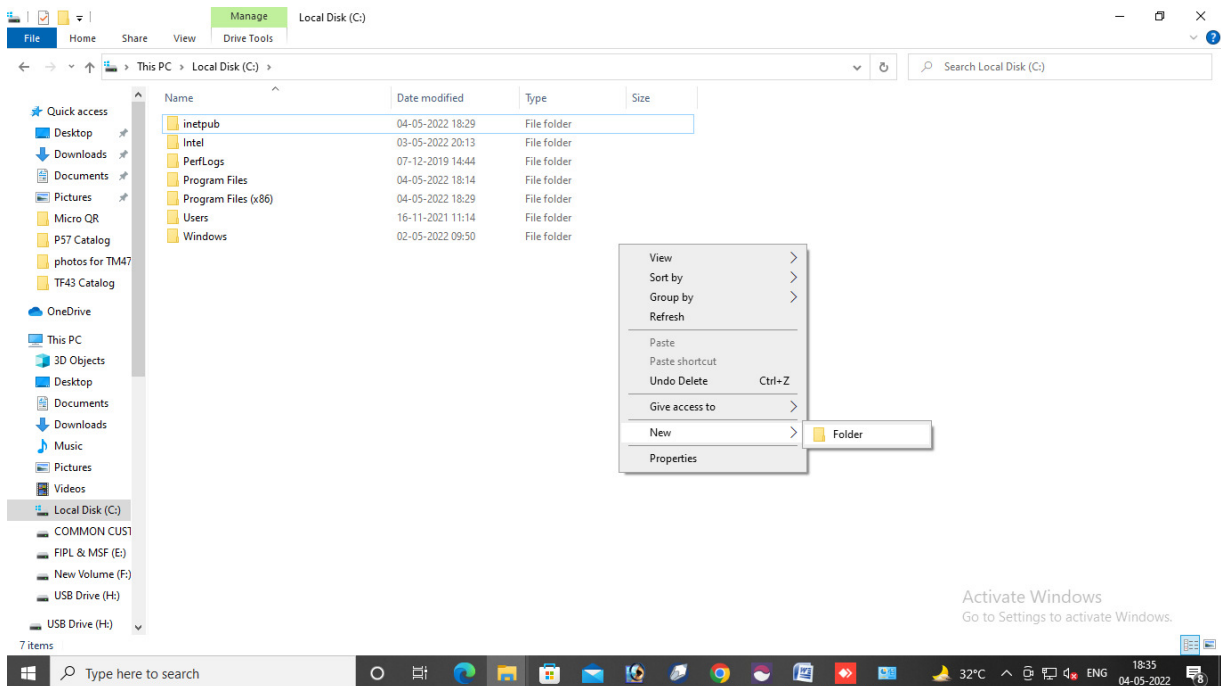 Manage
Local Disk (C:)
File
Home
Share
View
Drive Tools
This PC > Local Disk (C:) >
Search Local Disk (C:)
Name
Date modified
Type
Size
inetpub 04-05-2022 18:29 File folder
Intel 03-05-2022 20:13 File folder
PerfLogs 07-12-2019 14:44 File folder
Program Files 04-05-2022 18:14 File folder
Program Files (x86) 04-05-2022 18:29 File folder
Users 16-11-2021 11:14 File folder
Windows 02-05-2022 09:50 File folder
Quick access
Desktop
Downloads
Documents
Pictures
Micro QR
P57 Catalog
photos for TM47
TF43 Catalog
OneDrive
This PC
3D Objects
Desktop
Documents
Downloads
Music
Pictures
Videos
Local Disk (C:)
COMMON CUST
FIPL & MSF (E:)
New Volume (F:)
USB Drive (H:)
USB Drive (H:)
View
Sort by
Group by
Refresh
Paste
Paste shortcut
Undo Delete Ctrl+Z
Give access to
New
Folder
Properties
Activate Windows
Go to Settings to activate Windows.
7 items
Type here to search
32°C
ENG
18:35
04-05-2022
8